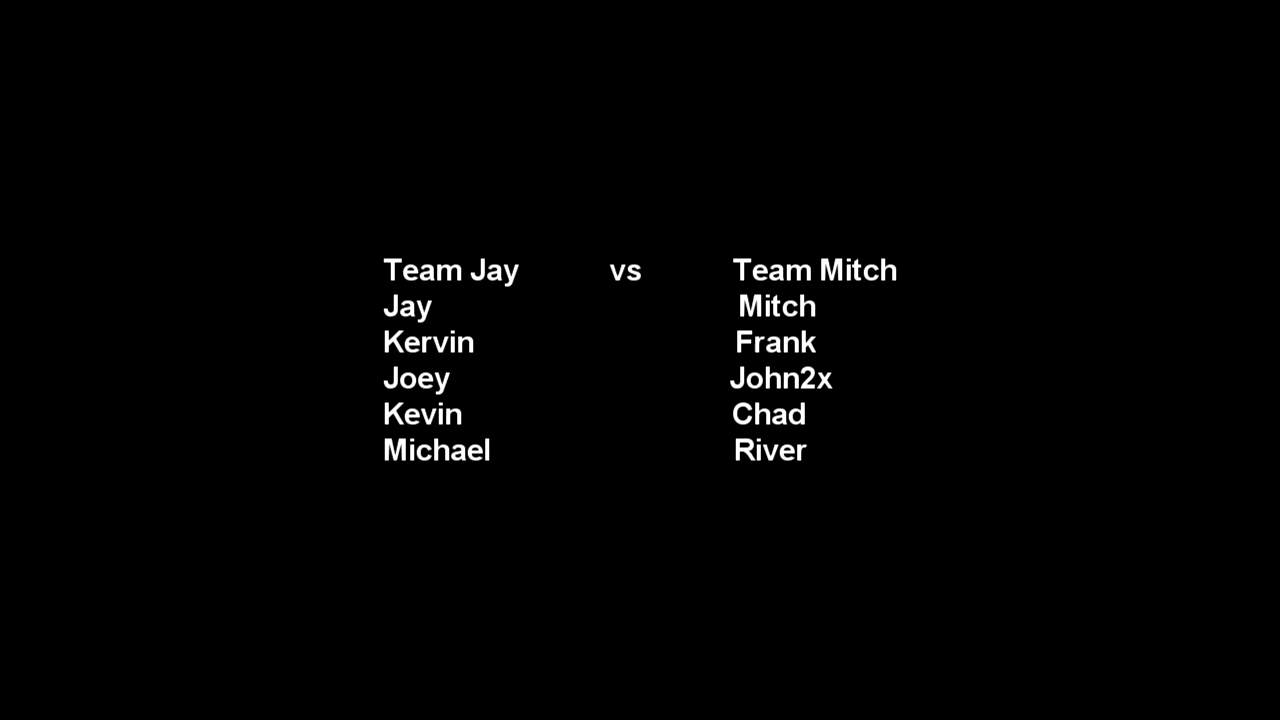 Team Jay vs Team Mitch
Jay Mitch
Kervin Frank
Joey John2x
Kevin Chad
Michael River